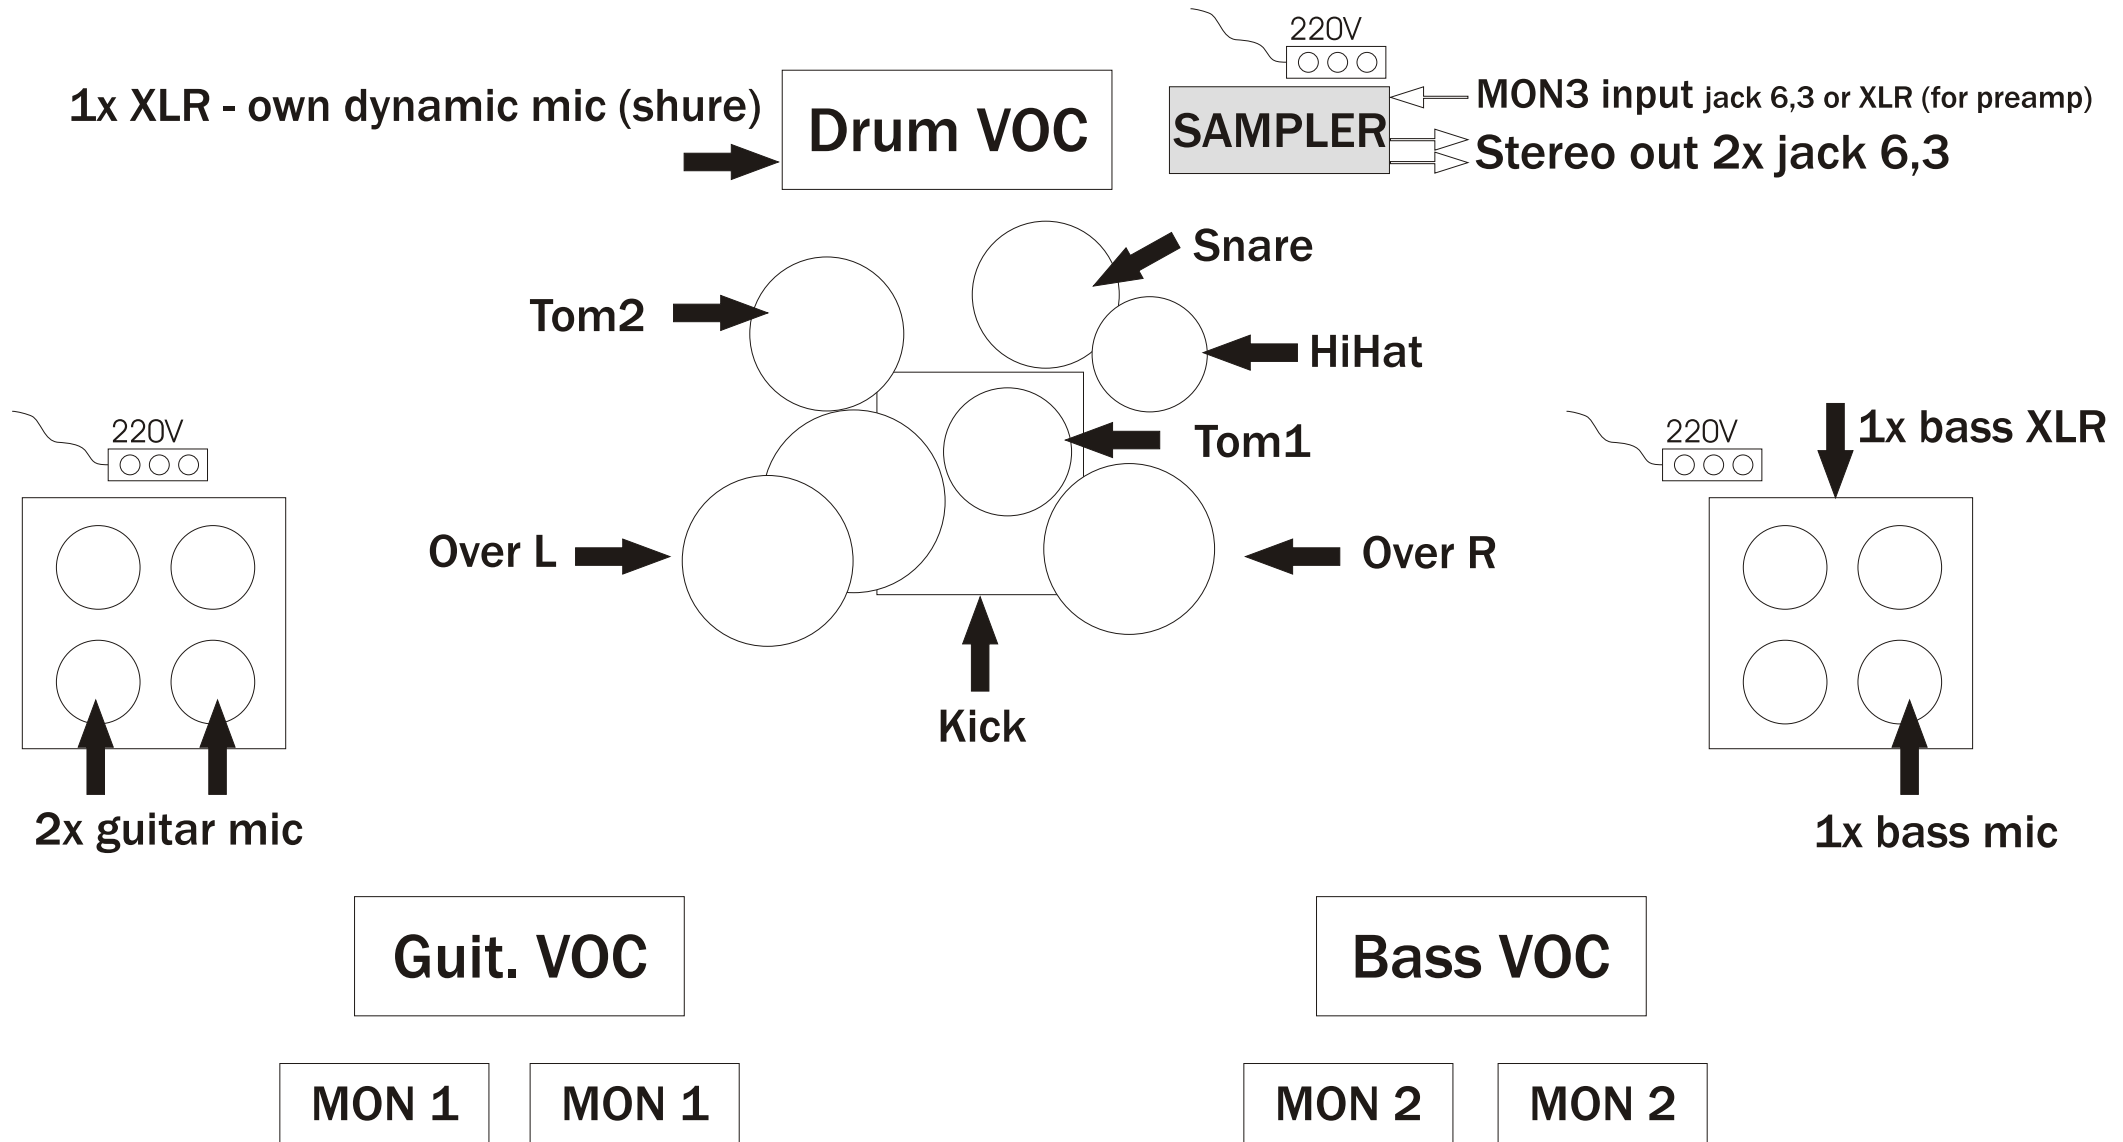 220V
1x XLR - own dynamic mic (shure)
Drum VOC
SAMPLER
MON3 input jack 6,3 or XLR (for preamp)
Stereo out 2x jack 6,3
Snare
Tom2
HiHat
220V
Tom1
220V
1x bass XLR
Over L
Over R
Kick
2x guitar mic
1x bass mic
Guit. VOC
Bass VOC
MON 1
MON 1
MON 2
MON 2